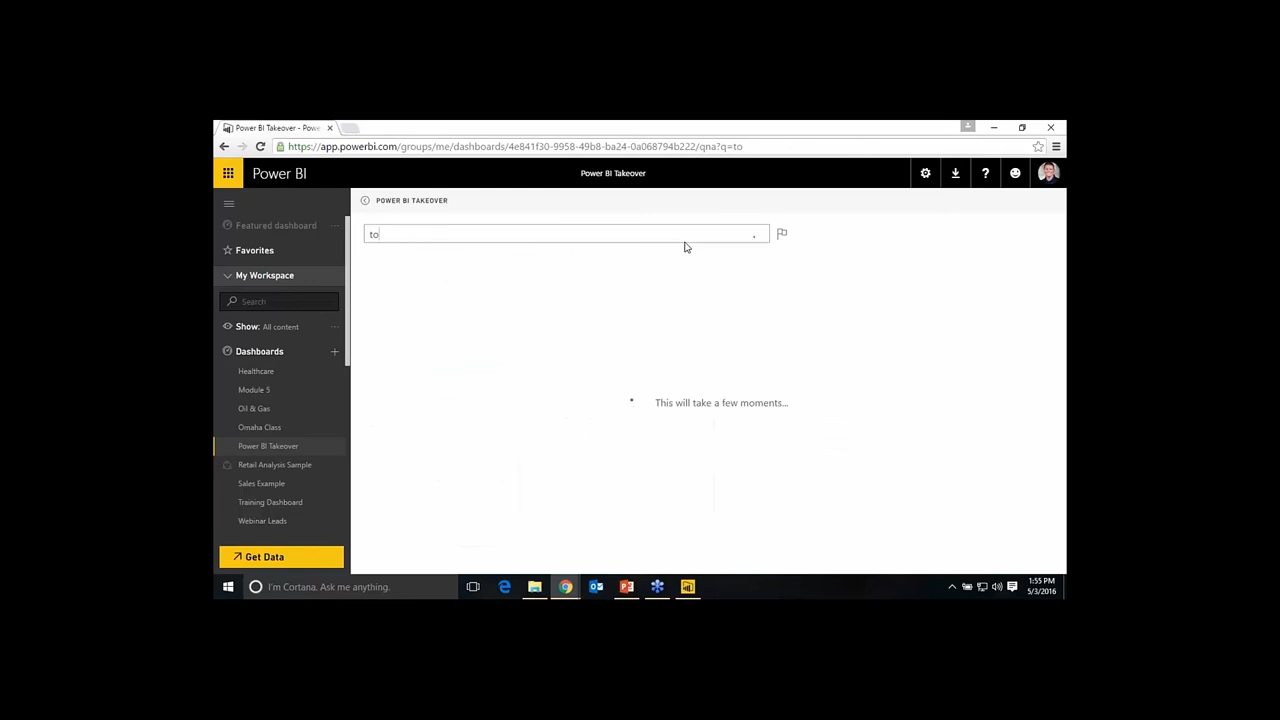 Power BI Takeover - Powe
https://app.powerbi.com/groups/me/dashboards/4e841f30-9958-49b8-ba24-0a068794b222/qna?q=to
Power BI
Power BI Takeover
?
Featured dashboard
POWER BI TAKEOVER
to
Favorites
My Workspace
Search
Show: All content
Dashboards
Healthcare
Module 5
Oil & Gas
Omaha Class
Power BI Takeover
Retail Analysis Sample
Sales Example
Training Dashboard
Webinar Leads
This will take a few moments...
Get Data
I'm Cortana. Ask me anything.
1:55 PM
5/3/2016